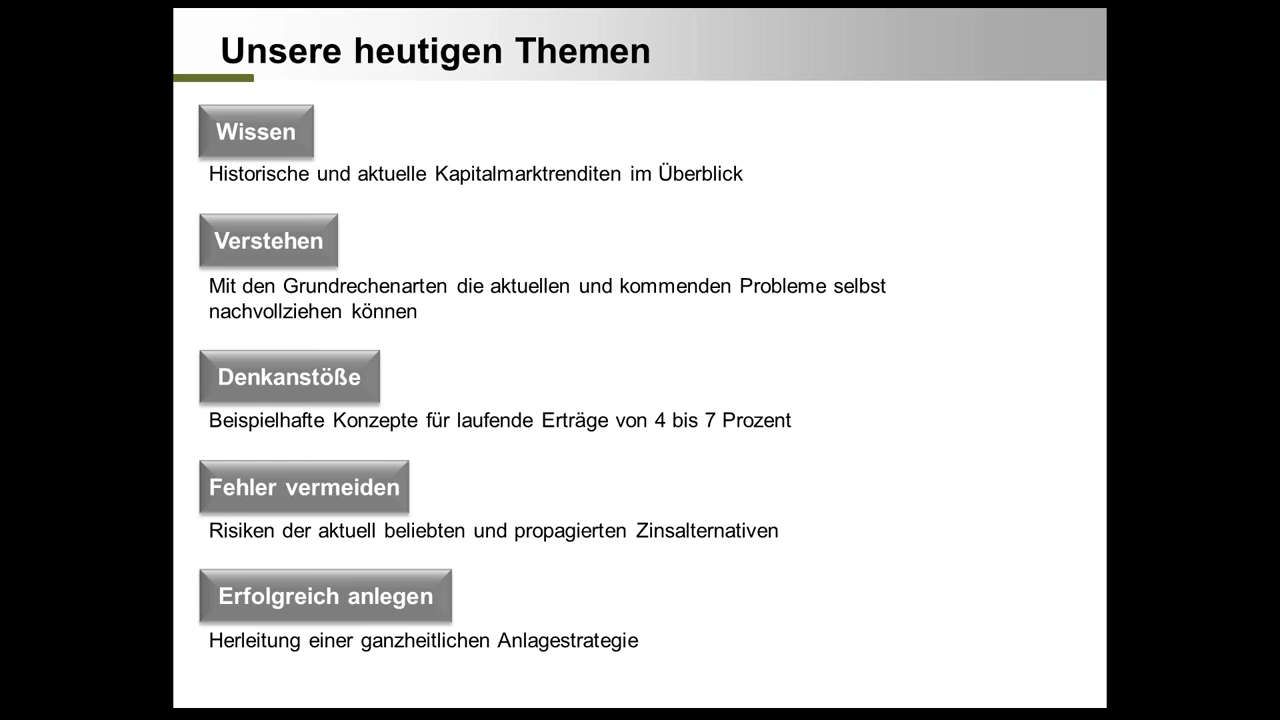 Unsere heutigen Themen
Wissen
Historische und aktuelle Kapitalmarktrenditen im Überblick
Verstehen
Mit den Grundrechenarten die aktuellen und kommenden Probleme selbst
nachvollziehen können
Denkanstöße
Beispielhafte Konzepte für laufende Erträge von 4 bis 7 Prozent
Fehler vermeiden
Risiken der aktuell beliebten und propagierten Zinsalternativen
Erfolgreich anlegen
Herleitung einer ganzheitlichen Anlagestrategie